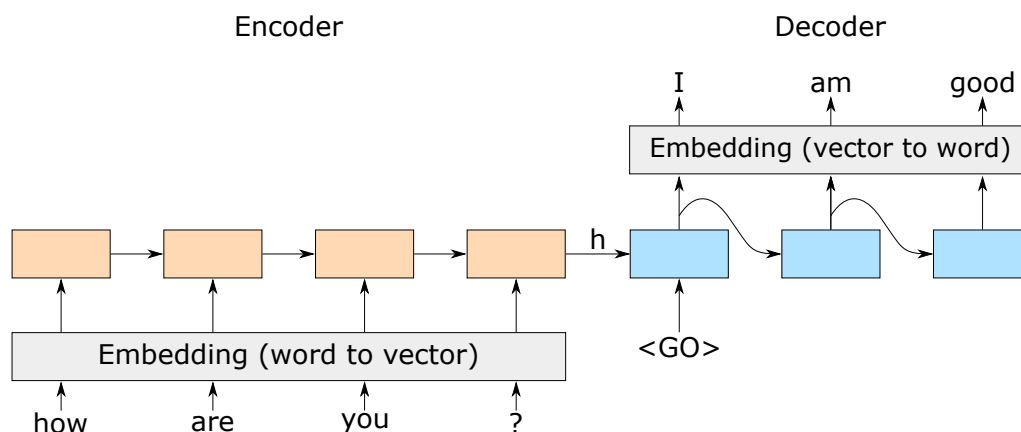 Encoder
Decoder
I am good
Embedding (vector to word)
h
Embedding (word to vector)
<GO>
how are you ?